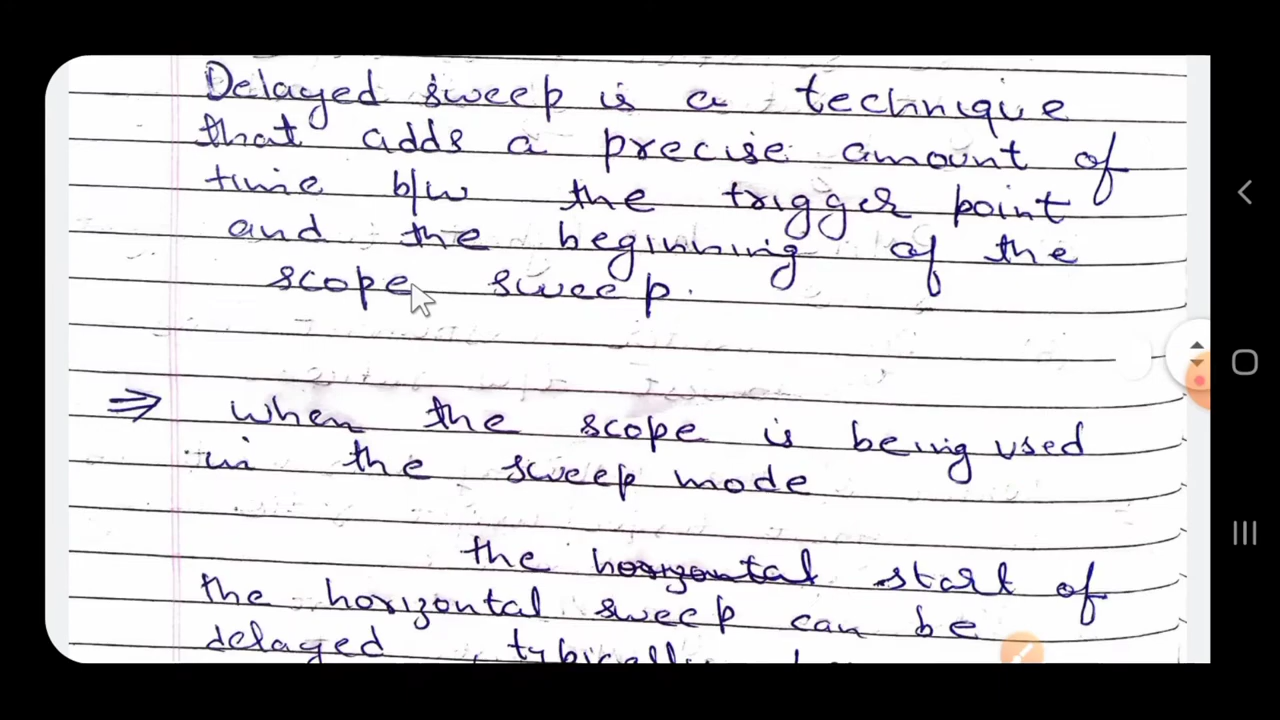 Delayed sweep is a technique
that adds a precise amount of
time b/w the trigger point
and the beginning of the
scope sweep.
⇒ when the scope is being used
in the sweep mode
the horizontal start of
the horizontal sweep can be
delayed, typically